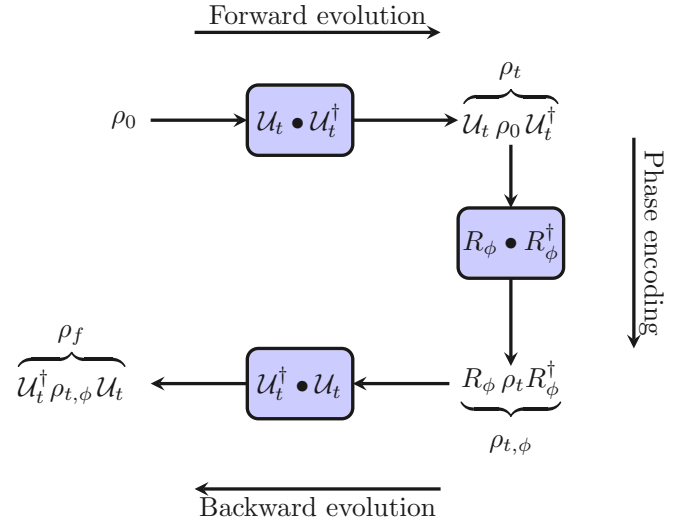 Forward evolution
ρ_t
ρ_0
𝒰_t • 𝒰_t^†
𝒰_t ρ_0 𝒰_t^†
Phase encoding
R_ϕ • R_ϕ^†
ρ_f
𝒰_t^† ρ_{t,ϕ} 𝒰_t
𝒰_t^† • 𝒰_t
R_ϕ ρ_t R_ϕ^†
ρ_{t,ϕ}
Backward evolution